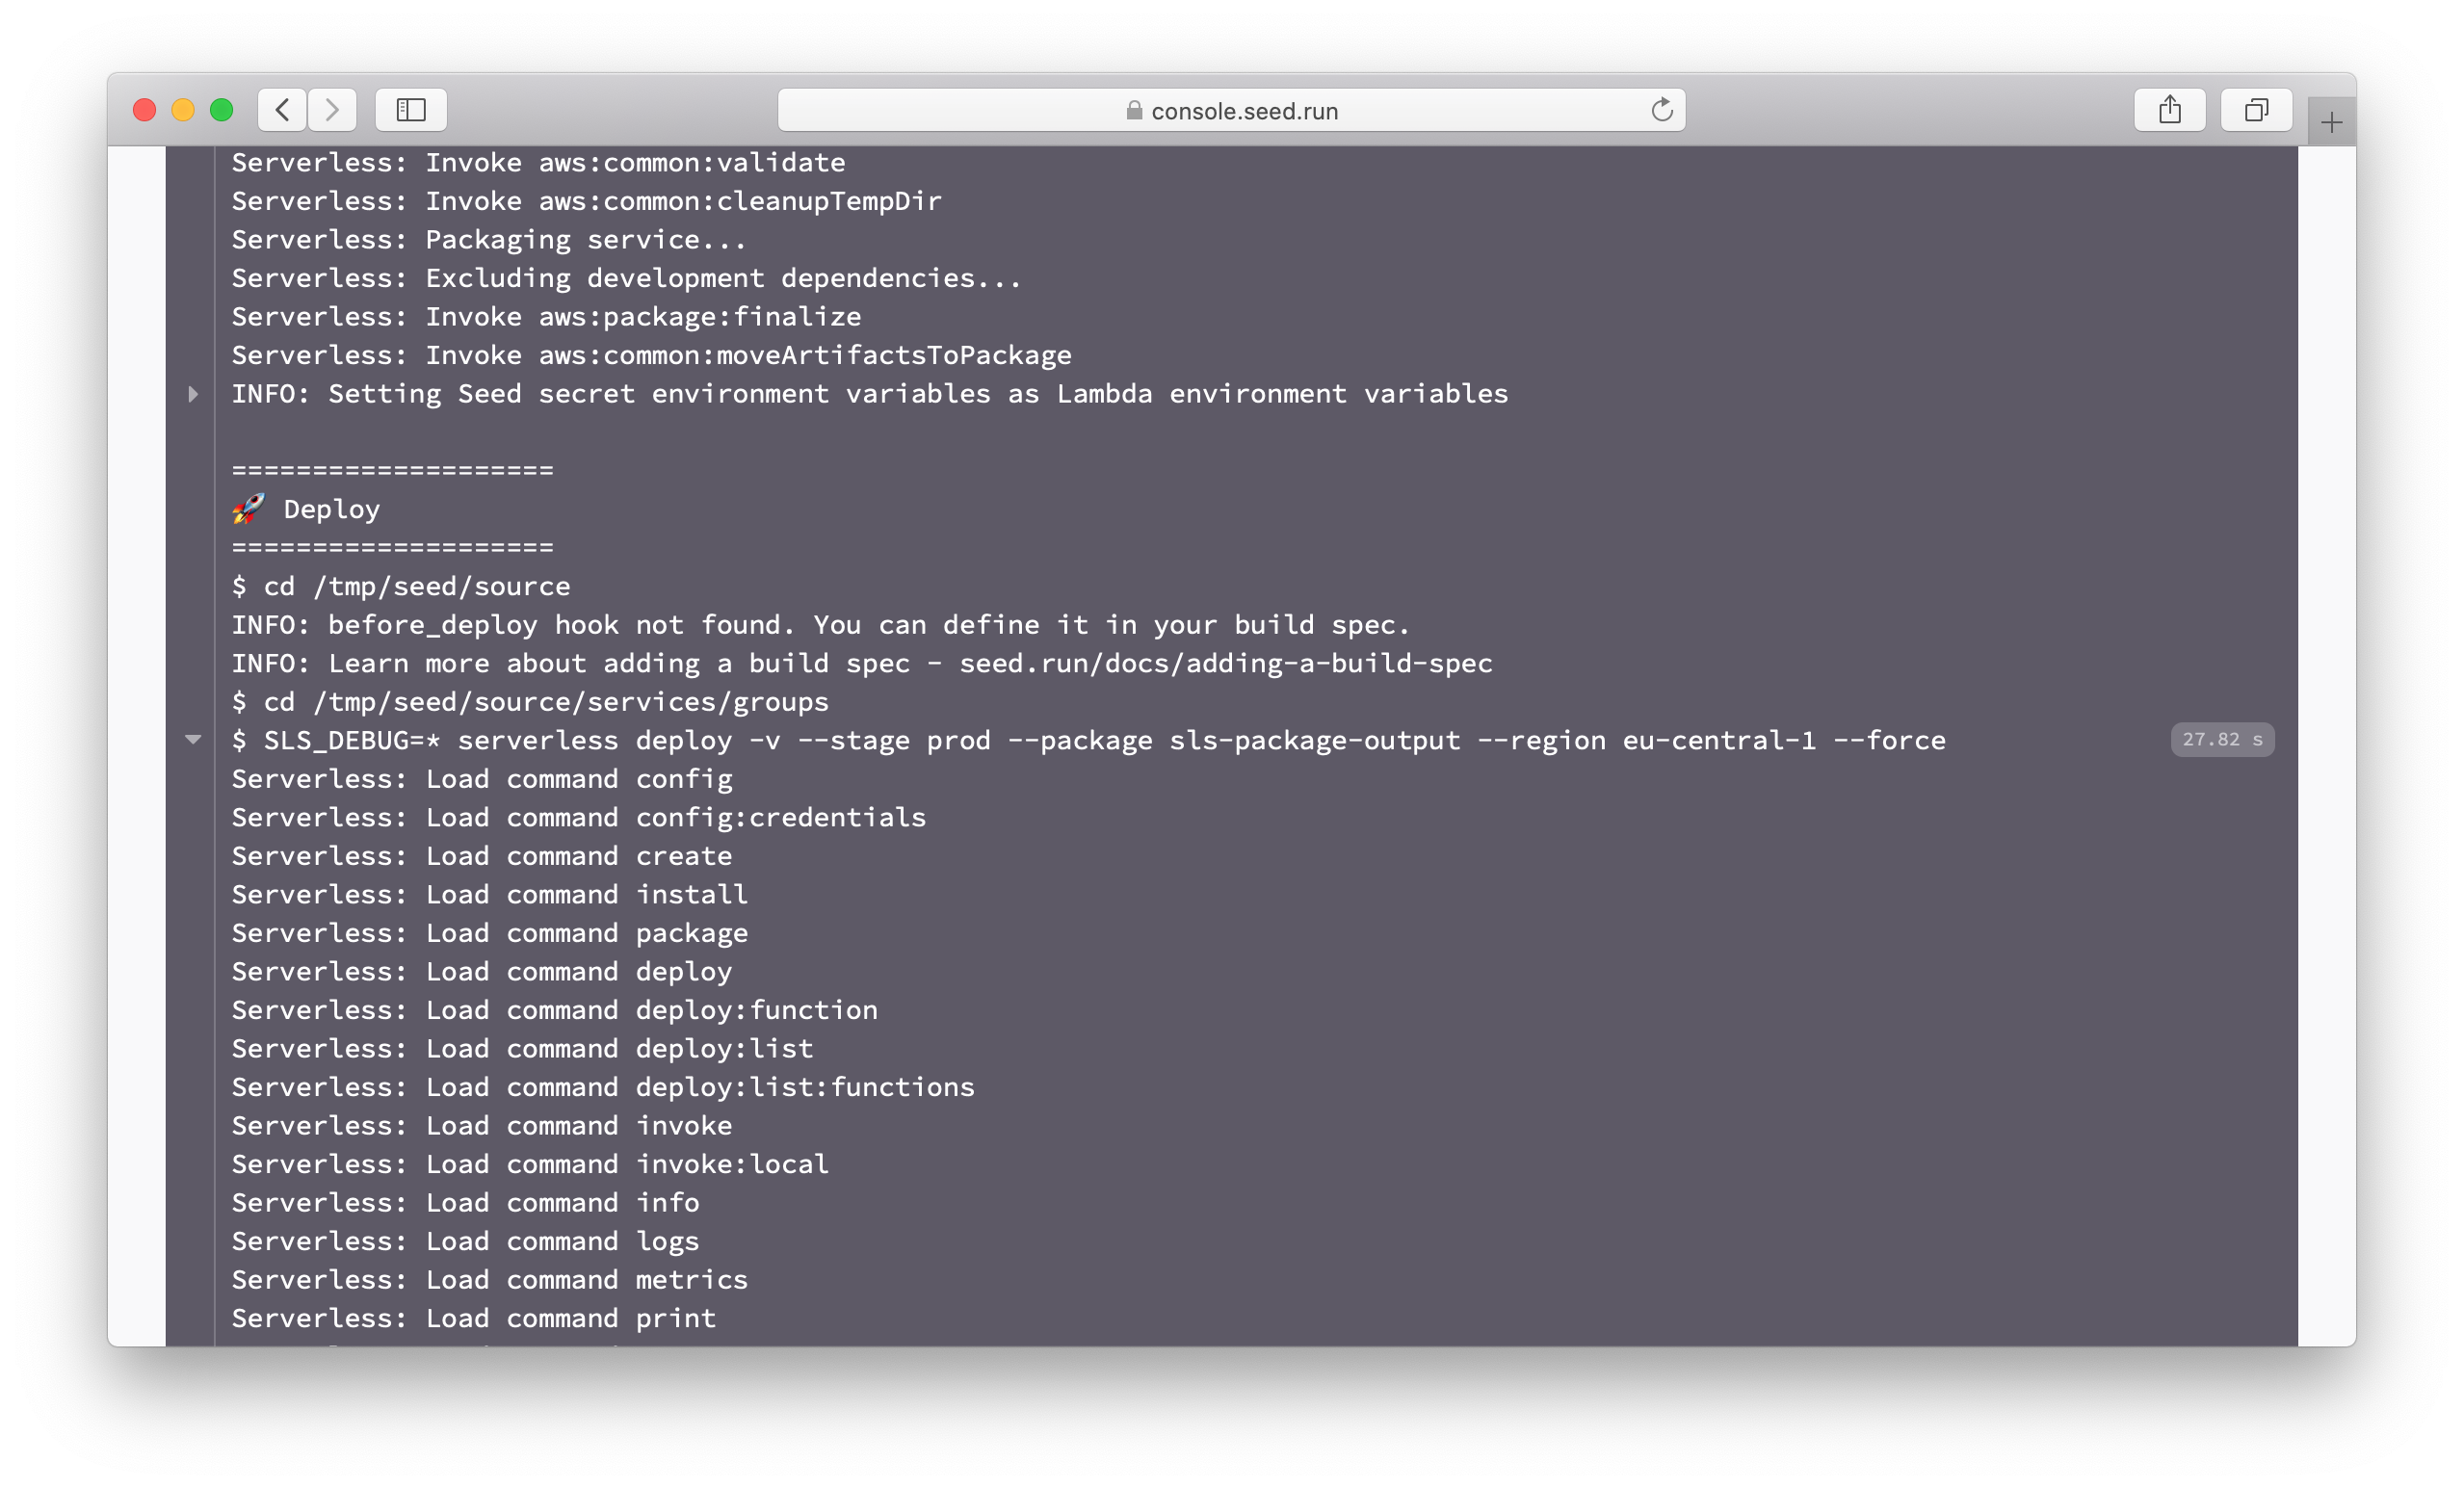 console.seed.run
Serverless: Invoke aws:common:validate
Serverless: Invoke aws:common:cleanupTempDir
Serverless: Packaging service...
Serverless: Excluding development dependencies...
Serverless: Invoke aws:package:finalize
Serverless: Invoke aws:common:moveArtifactsToPackage
INFO: Setting Seed secret environment variables as Lambda environment variables
====================
🚀 Deploy
====================
$ cd /tmp/seed/source
INFO: before_deploy hook not found. You can define it in your build spec.
INFO: Learn more about adding a build spec - seed.run/docs/adding-a-build-spec
$ cd /tmp/seed/source/services/groups
$ SLS_DEBUG=* serverless deploy -v --stage prod --package sls-package-output --region eu-central-1 --force 27.82 s
Serverless: Load command config
Serverless: Load command config:credentials
Serverless: Load command create
Serverless: Load command install
Serverless: Load command package
Serverless: Load command deploy
Serverless: Load command deploy:function
Serverless: Load command deploy:list
Serverless: Load command deploy:list:functions
Serverless: Load command invoke
Serverless: Load command invoke:local
Serverless: Load command info
Serverless: Load command logs
Serverless: Load command metrics
Serverless: Load command print